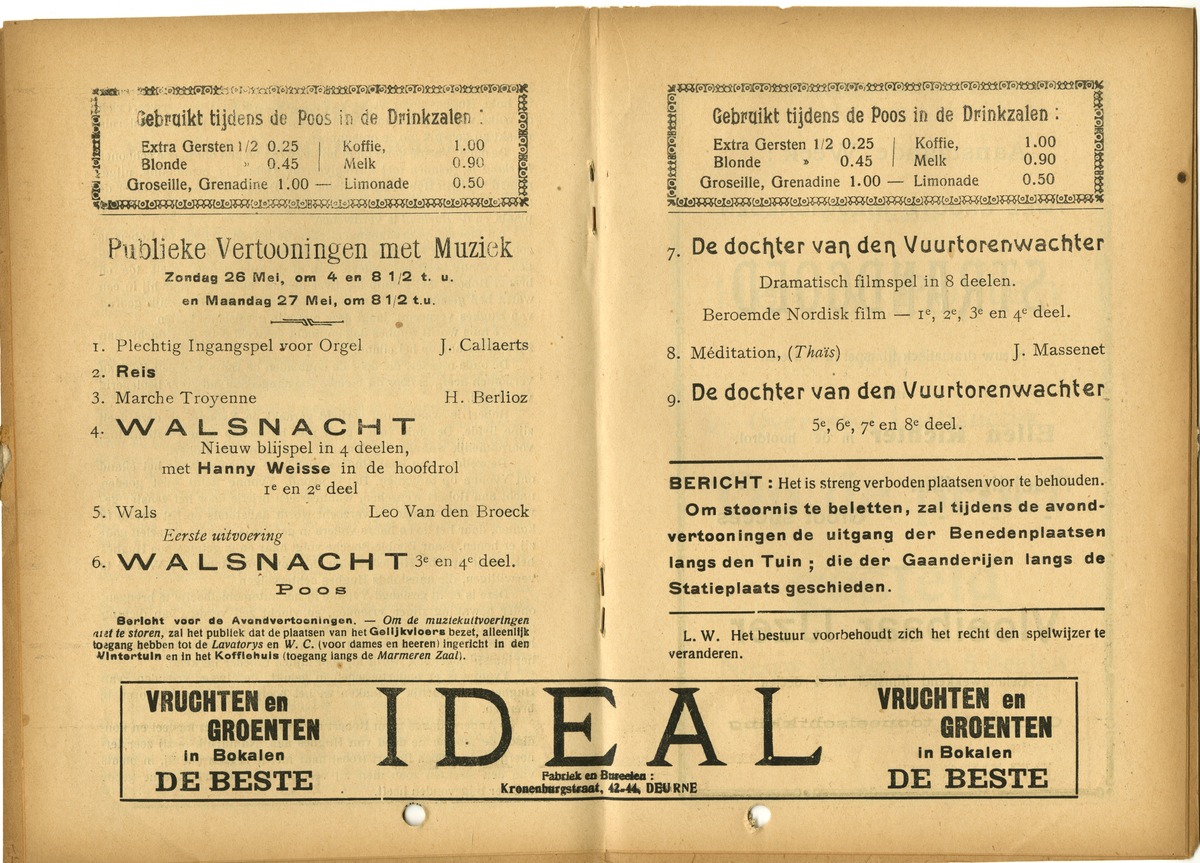 Gebruikt tijdens de Poos in de Drinkzalen :
Extra Gersten 1/2 0.25 | Koffie, 1.00
Blonde » 0.45 | Melk 0.90
Groseille, Grenadine 1.00 — Limonade 0.50
Publieke Vertooningen met Muziek
Zondag 26 Mei, om 4 en 8 1/2 t. u.
en Maandag 27 Mei, om 8 1/2 t.u.
1. Plechtig Ingangspel voor Orgel J. Callaerts
2. Reis
3. Marche Troyenne H. Berlioz
4. WALSNACHT
Nieuw blijspel in 4 deelen,
met Hanny Weisse in de hoofdrol
1e en 2e deel
5. Wals Leo Van den Broeck
Eerste uitvoering
6. WALSNACHT 3e en 4e deel.
Poos
Bericht voor de Avondvertooningen. — Om de muziekuitvoeringen
niet te storen, zal het publiek dat de plaatsen van het Gelijkvloers bezet, alleenlijk
toegang hebben tot de Lavatorys en W. C. (voor dames en heeren) ingericht in den
Wintertuin en in het Koffiehuis (toegang langs de Marmeren Zaal).
Gebruikt tijdens de Poos in de Drinkzalen :
Extra Gersten 1/2 0.25 | Koffie, 1.00
Blonde » 0.45 | Melk 0.90
Groseille, Grenadine 1.00 — Limonade 0.50
7. De dochter van den Vuurtorenwachter
Dramatisch filmspel in 8 deelen.
Beroemde Nordisk film — 1e, 2e, 3e en 4e deel.
8. Méditation, (Thaïs) J. Massenet
9. De dochter van den Vuurtorenwachter
5e, 6e, 7e en 8e deel.
BERICHT : Het is streng verboden plaatsen voor te behouden.
Om stoornis te beletten, zal tijdens de avond-
vertooningen de uitgang der Benedenplaatsen
langs den Tuin ; die der Gaanderijen langs de
Statieplaats geschieden.
L. W. Het bestuur voorbehoudt zich het recht den spelwijzer te
veranderen.
VRUCHTEN en
GROENTEN
in Bokalen
DE BESTE
IDEAL
Fabriek en Bureelen :
Kronenburgstraat, 42-44, DEURNE
VRUCHTEN en
GROENTEN
in Bokalen
DE BESTE